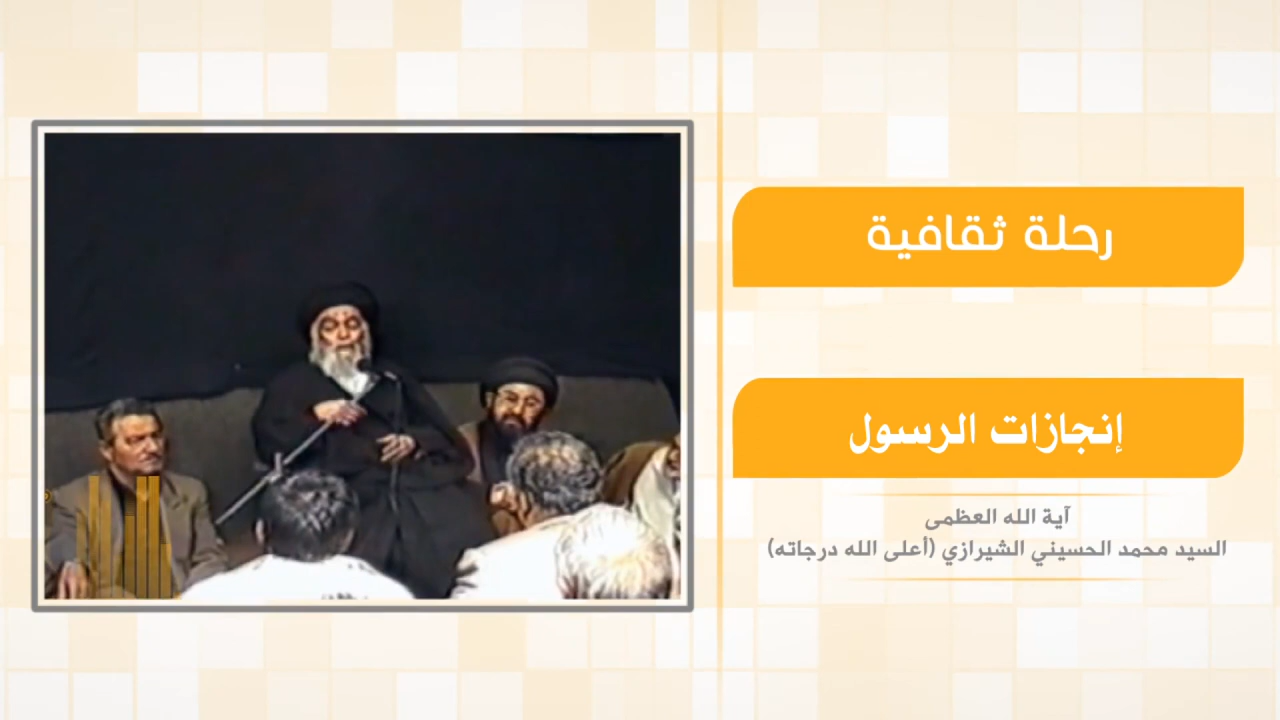 رحلة ثقافية
إنجازات الرسول
آية الله العظمى
السيد محمد الحسيني الشيرازي (أعلى الله درجاته)